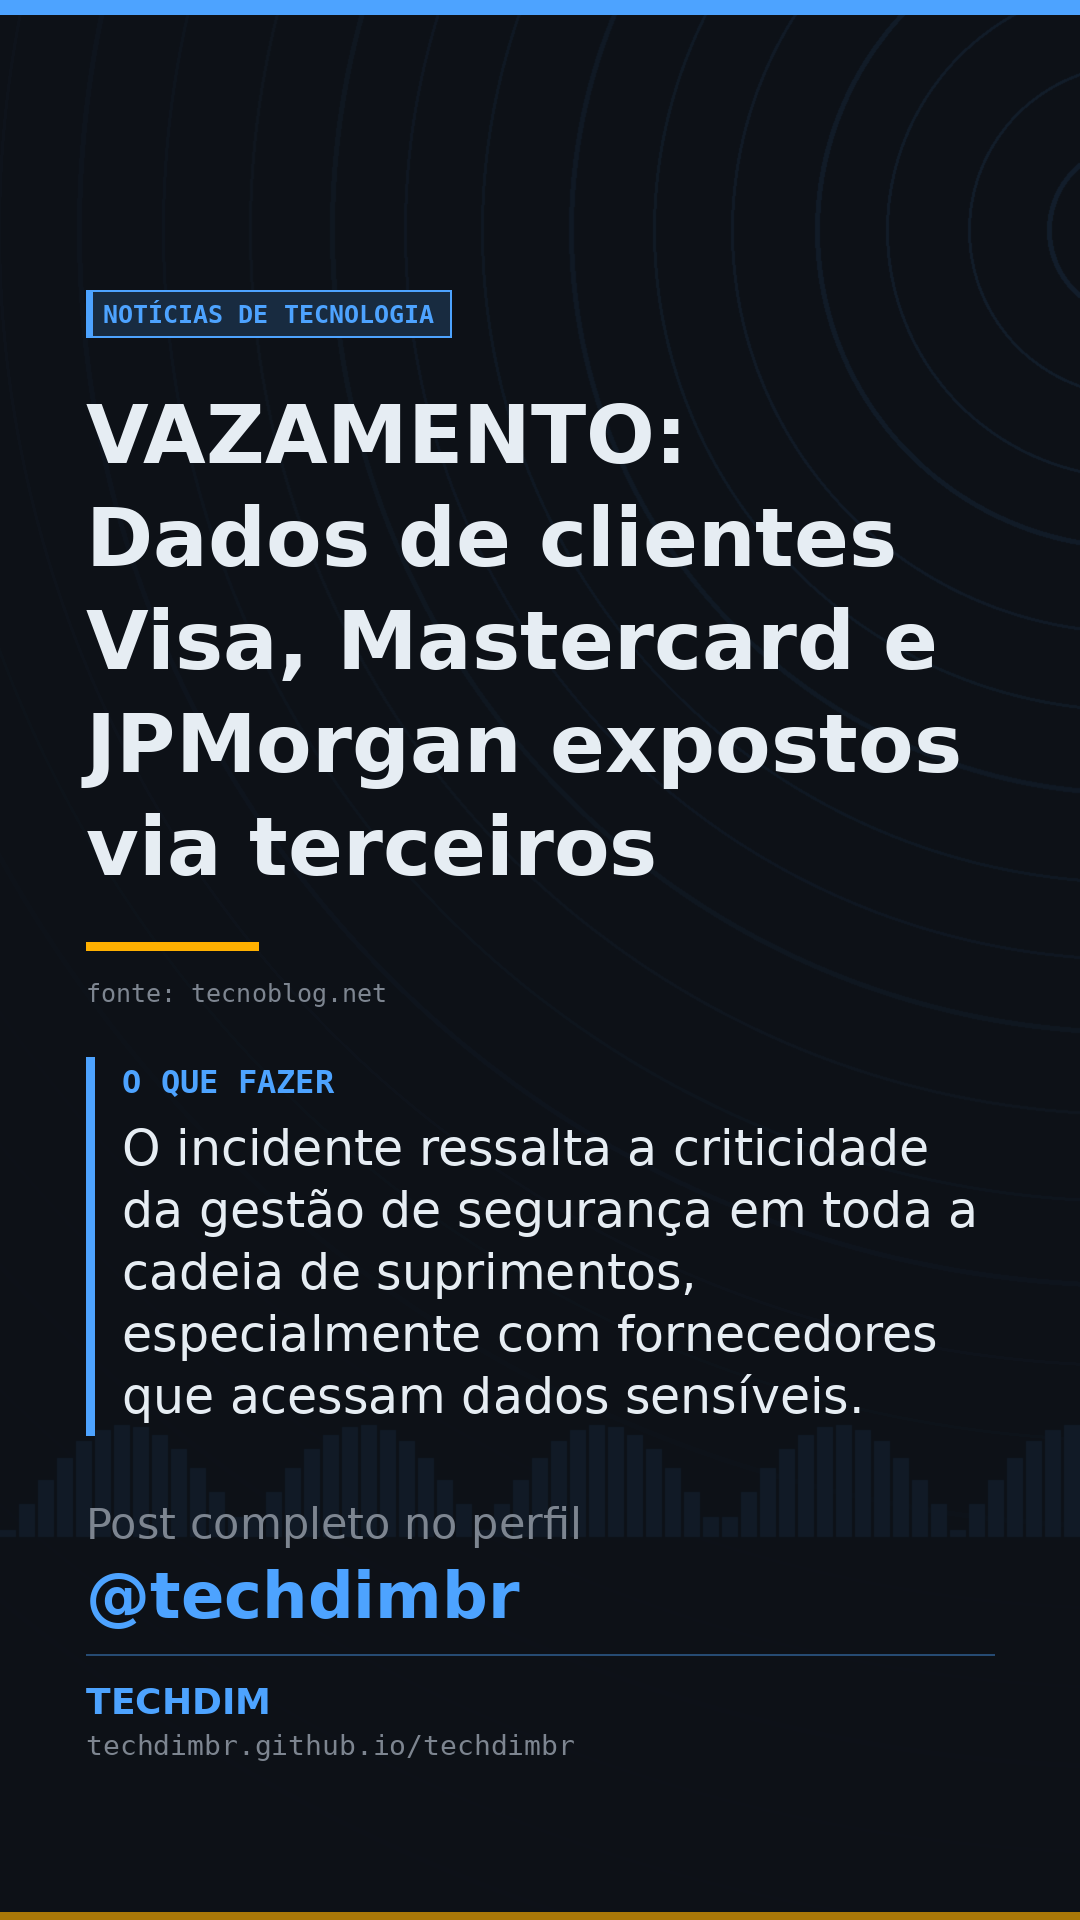 NOTÍCIAS DE TECNOLOGIA
VAZAMENTO:
Dados de clientes
Visa, Mastercard e
JPMorgan expostos
via terceiros
fonte: tecnoblog.net
O QUE FAZER
O incidente ressalta a criticidade
da gestão de segurança em toda a
cadeia de suprimentos,
especialmente com fornecedores
que acessam dados sensíveis.
Post completo no perfil
@techdimbr
TECHDIM
techdimbr.github.io/techdimbr